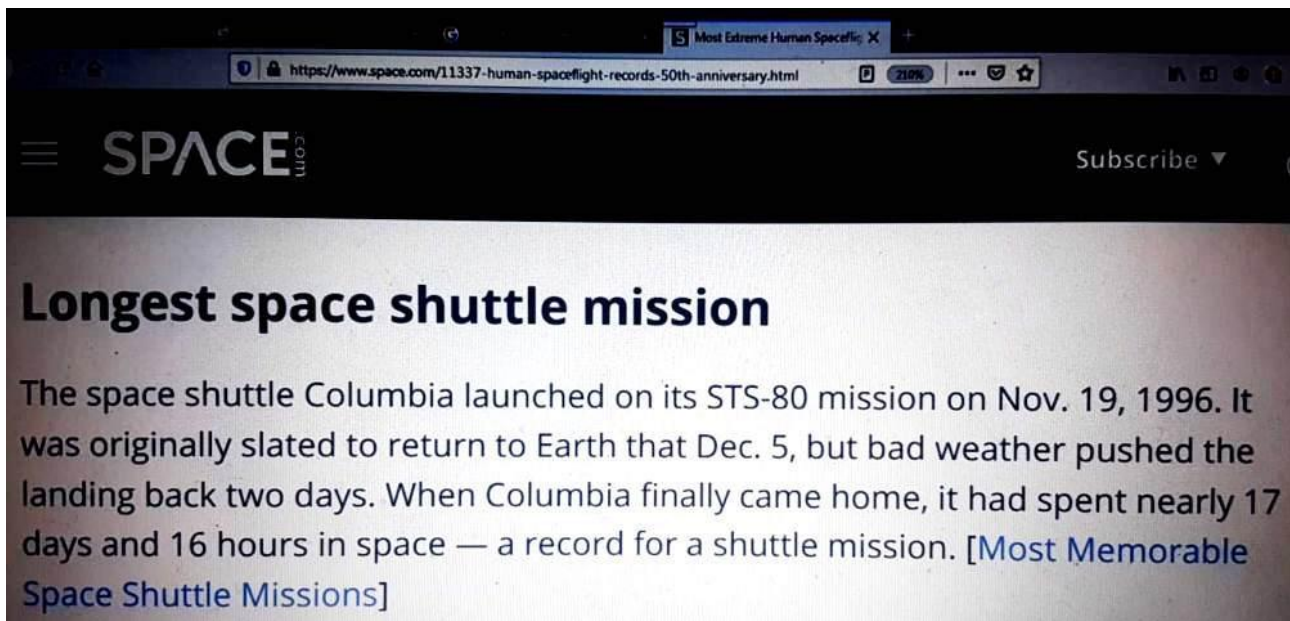 S Most Extreme Human Spaceflig X +
https://www.space.com/11337-human-spaceflight-records-50th-anniversary.html 210% ...
SPACE.com Subscribe ▼
Longest space shuttle mission
The space shuttle Columbia launched on its STS-80 mission on Nov. 19, 1996. It
was originally slated to return to Earth that Dec. 5, but bad weather pushed the
landing back two days. When Columbia finally came home, it had spent nearly 17
days and 16 hours in space — a record for a shuttle mission. [Most Memorable
Space Shuttle Missions]